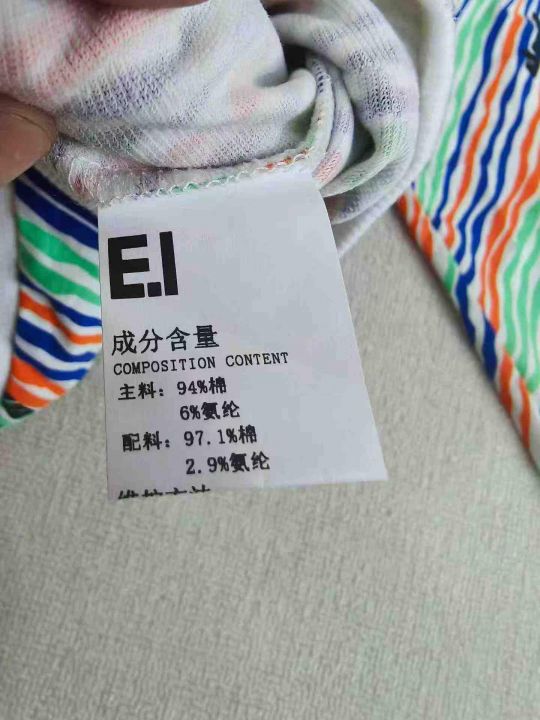 E.I
成分含量
COMPOSITION CONTENT
主料：94%棉
6%氨纶
配料：97.1%棉
2.9%氨纶